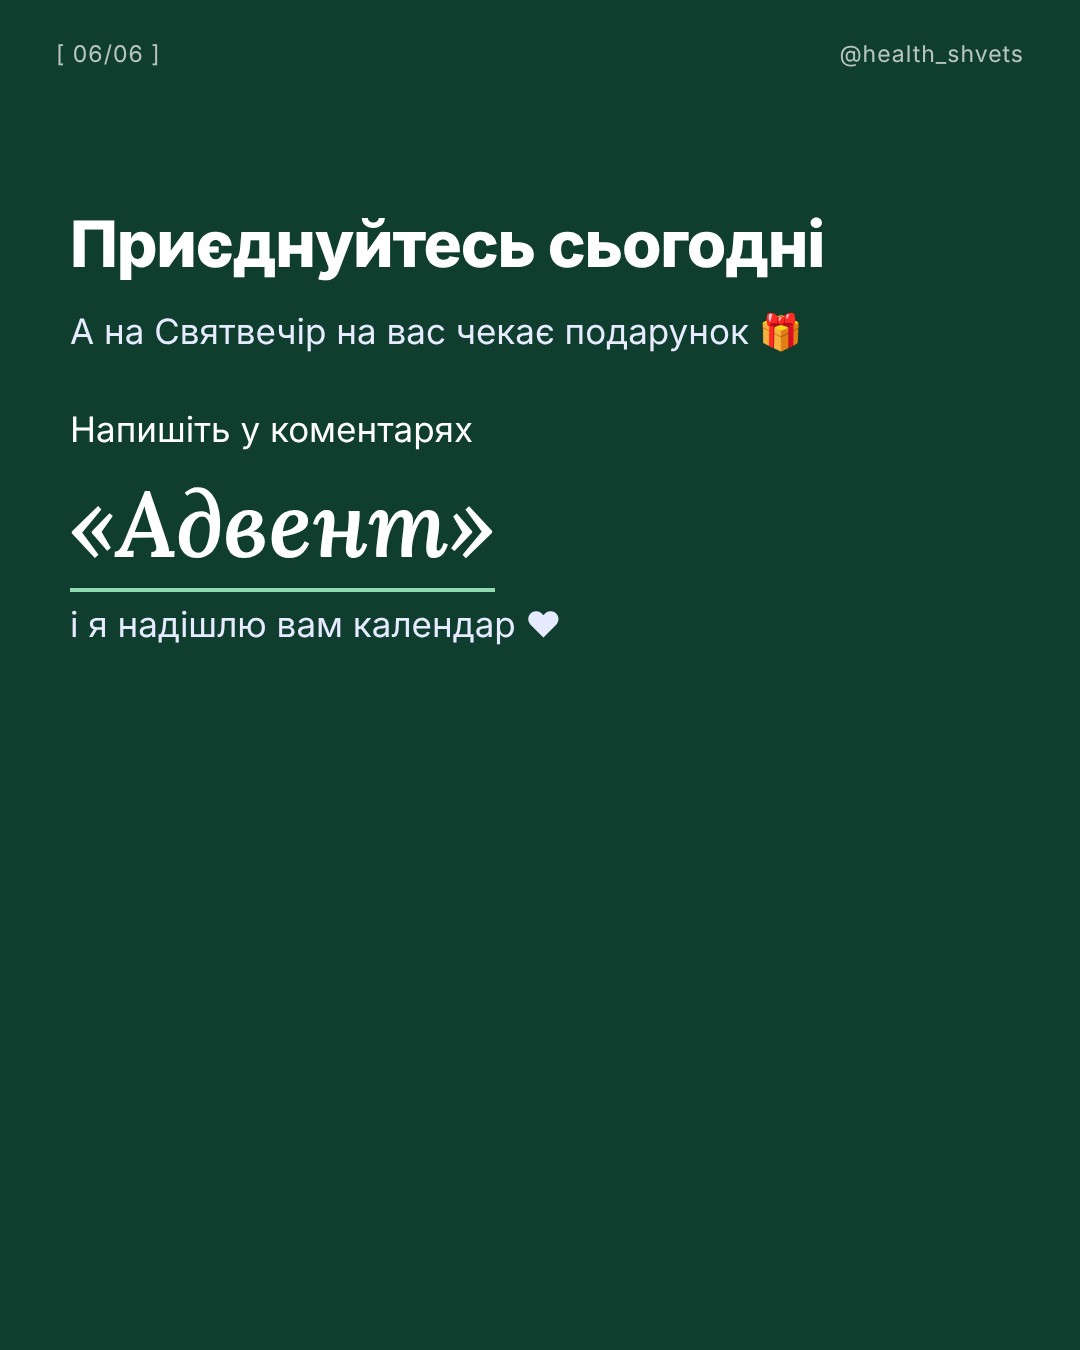 [ 06/06 ]
@health_shvets
Приєднуйтесь сьогодні
А на Святвечір на вас чекає подарунок 🎁
Напишіть у коментарях
«Адвент»
і я надішлю вам календар ♥